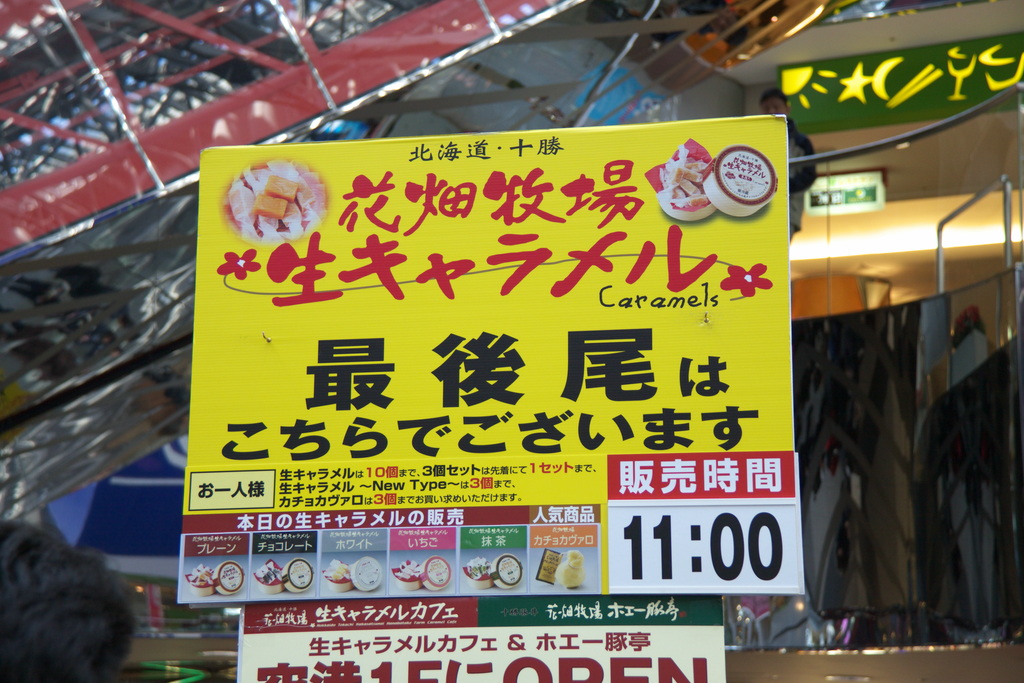 北海道・十勝
花畑牧場
生キャラメル
Caramels
最後尾は
こちらでございます
お一人様
生キャラメルは10個まで、3個セットは先着にて1セットまで、
生キャラメル 〜New Type〜は3個まで、
カチョカヴァロは3個までお買い求めいただけます。
本日の生キャラメルの販売
人気商品
プレーン
チョコレート
ホワイト
いちご
抹茶
カチョカヴァロ
販売時間
11:00
花畑牧場 生キャラメルカフェ
花畑牧場 ホエー豚亭
生キャラメルカフェ & ホエー豚亭
空港1FにOPEN